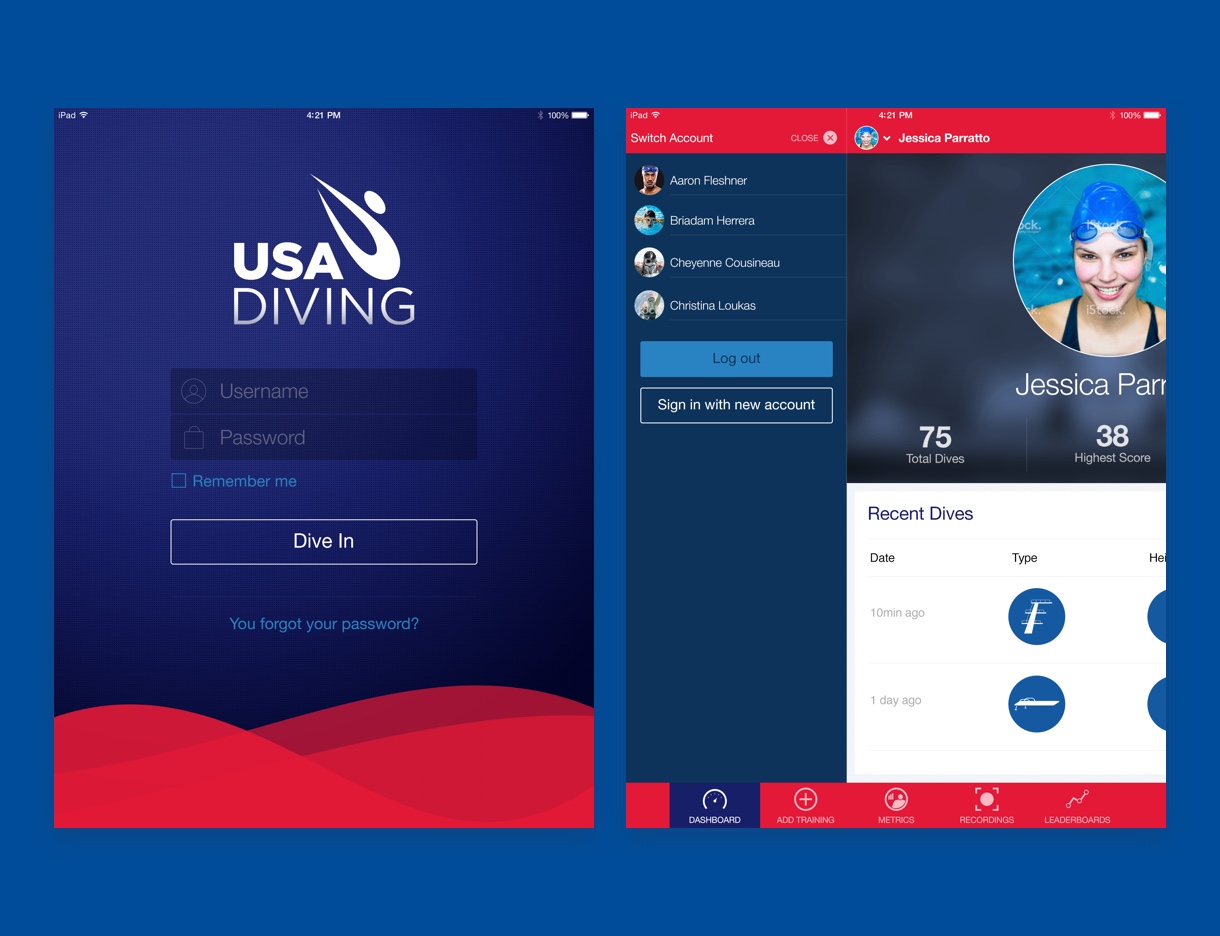 iPad 4:21 PM 100%
USA
DIVING
Username
Password
Remember me
Dive In
You forgot your password?
iPad 4:21 PM 100%
Switch Account CLOSE Jessica Parratto
Aaron Fleshner
Briadam Herrera
Cheyenne Cousineau
Christina Loukas
Log out
Sign in with new account
ock. iStock.
k. iStock.
Jessica Parr
75 38
Total Dives Highest Score
Recent Dives
Date Type Hei
10min ago
1 day ago
DASHBOARD ADD TRAINING METRICS RECORDINGS LEADERBOARDS